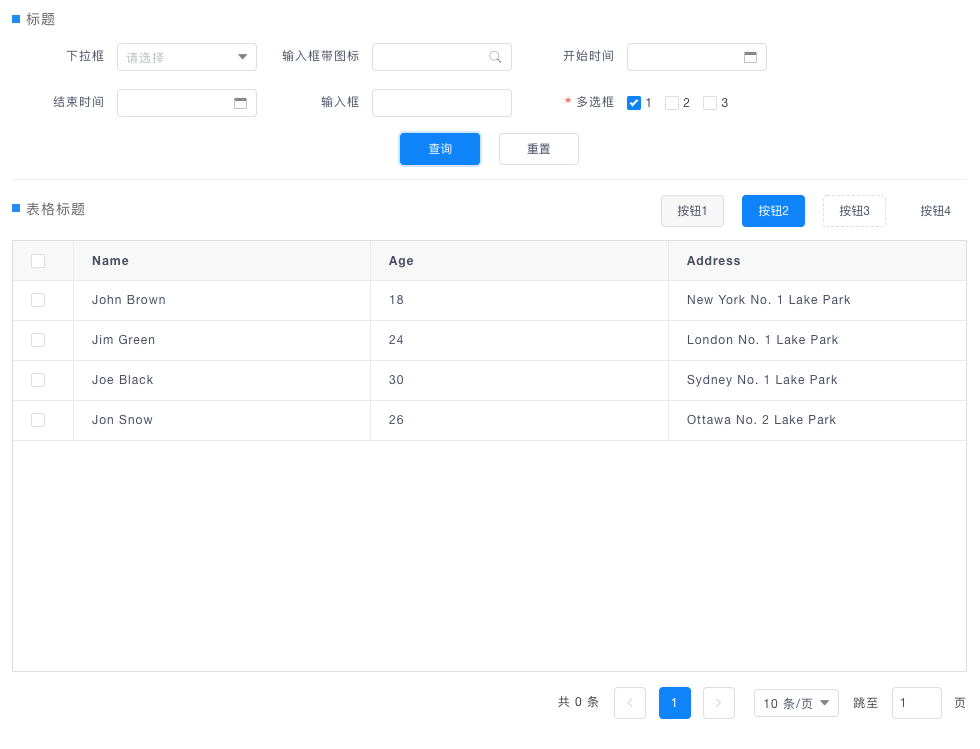 标题
下拉框 请选择 输入框带图标 开始时间
结束时间 输入框 * 多选框 1 2 3
查询 重置
表格标题 按钮1 按钮2 按钮3 按钮4
Name Age Address
John Brown 18 New York No. 1 Lake Park
Jim Green 24 London No. 1 Lake Park
Joe Black 30 Sydney No. 1 Lake Park
Jon Snow 26 Ottawa No. 2 Lake Park
共 0 条 1 10 条/页 跳至 1 页